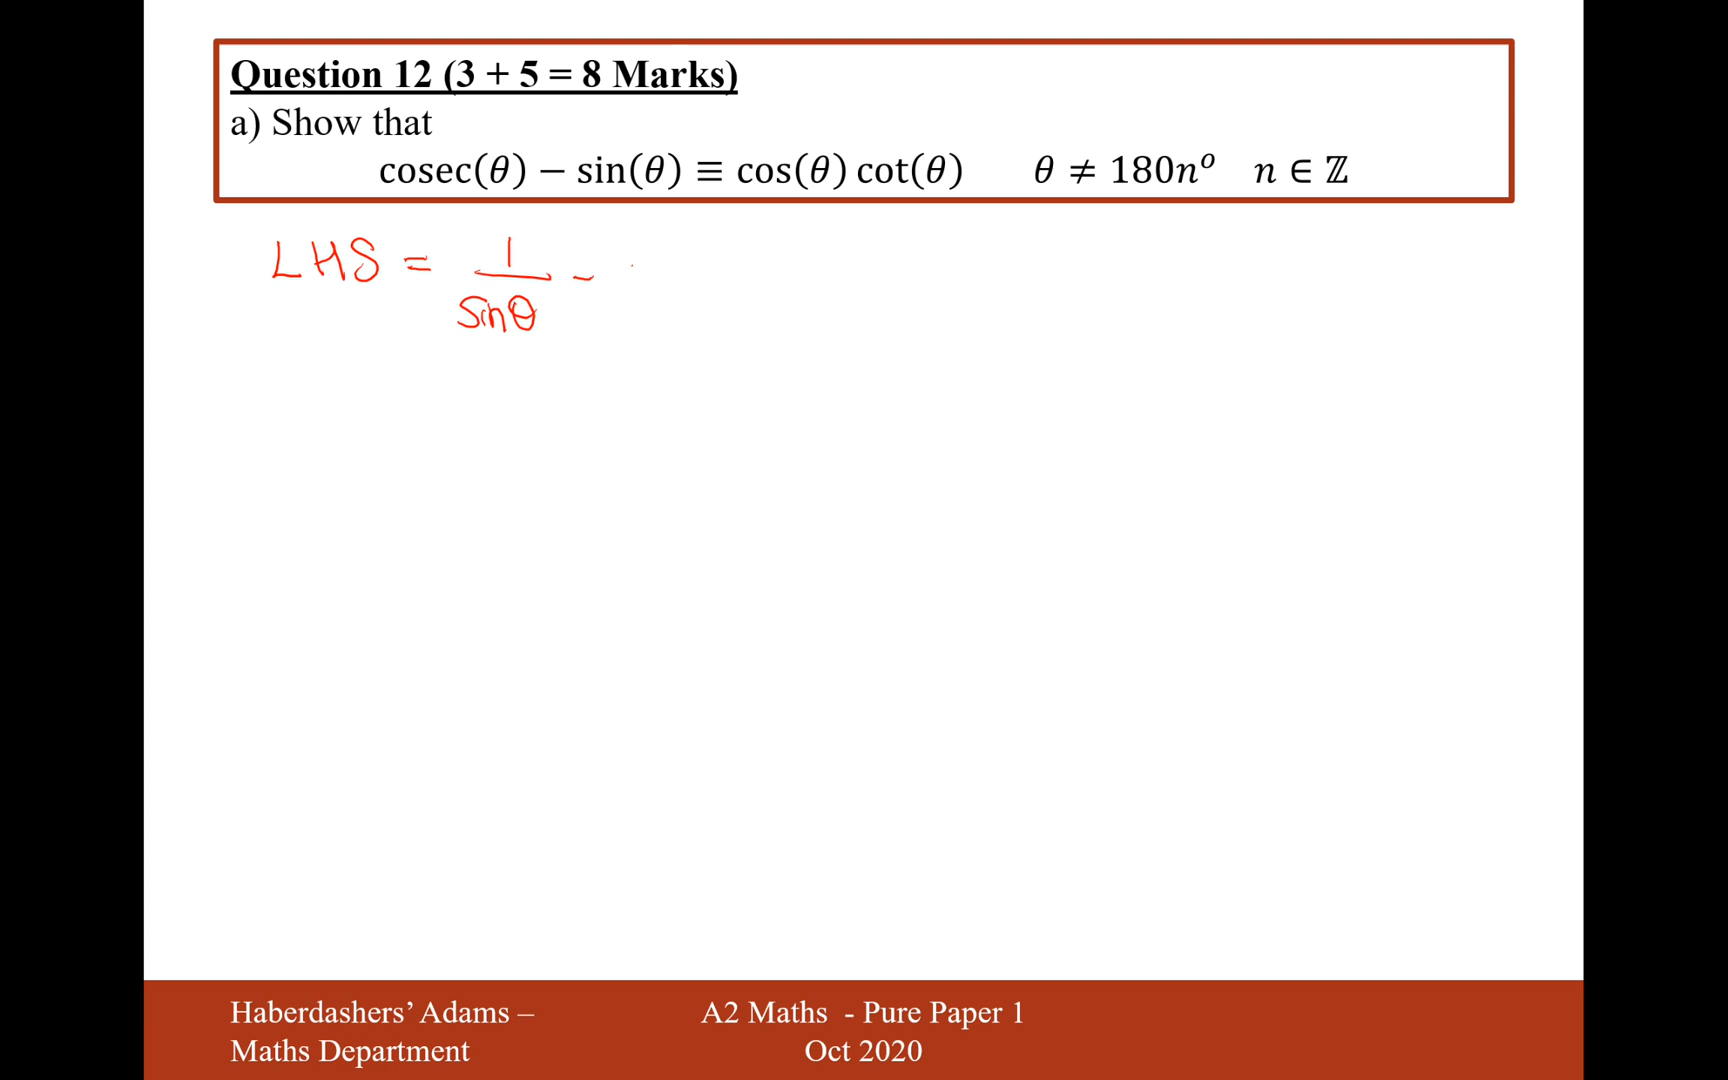 Question 12 (3 + 5 = 8 Marks)
a) Show that
cosec(θ) − sin(θ) ≡ cos(θ) cot(θ)  θ ≠ 180nᵒ  n ∈ ℤ
LHS = 1/sinθ -
Haberdashers’ Adams –
Maths Department
A2 Maths - Pure Paper 1
Oct 2020